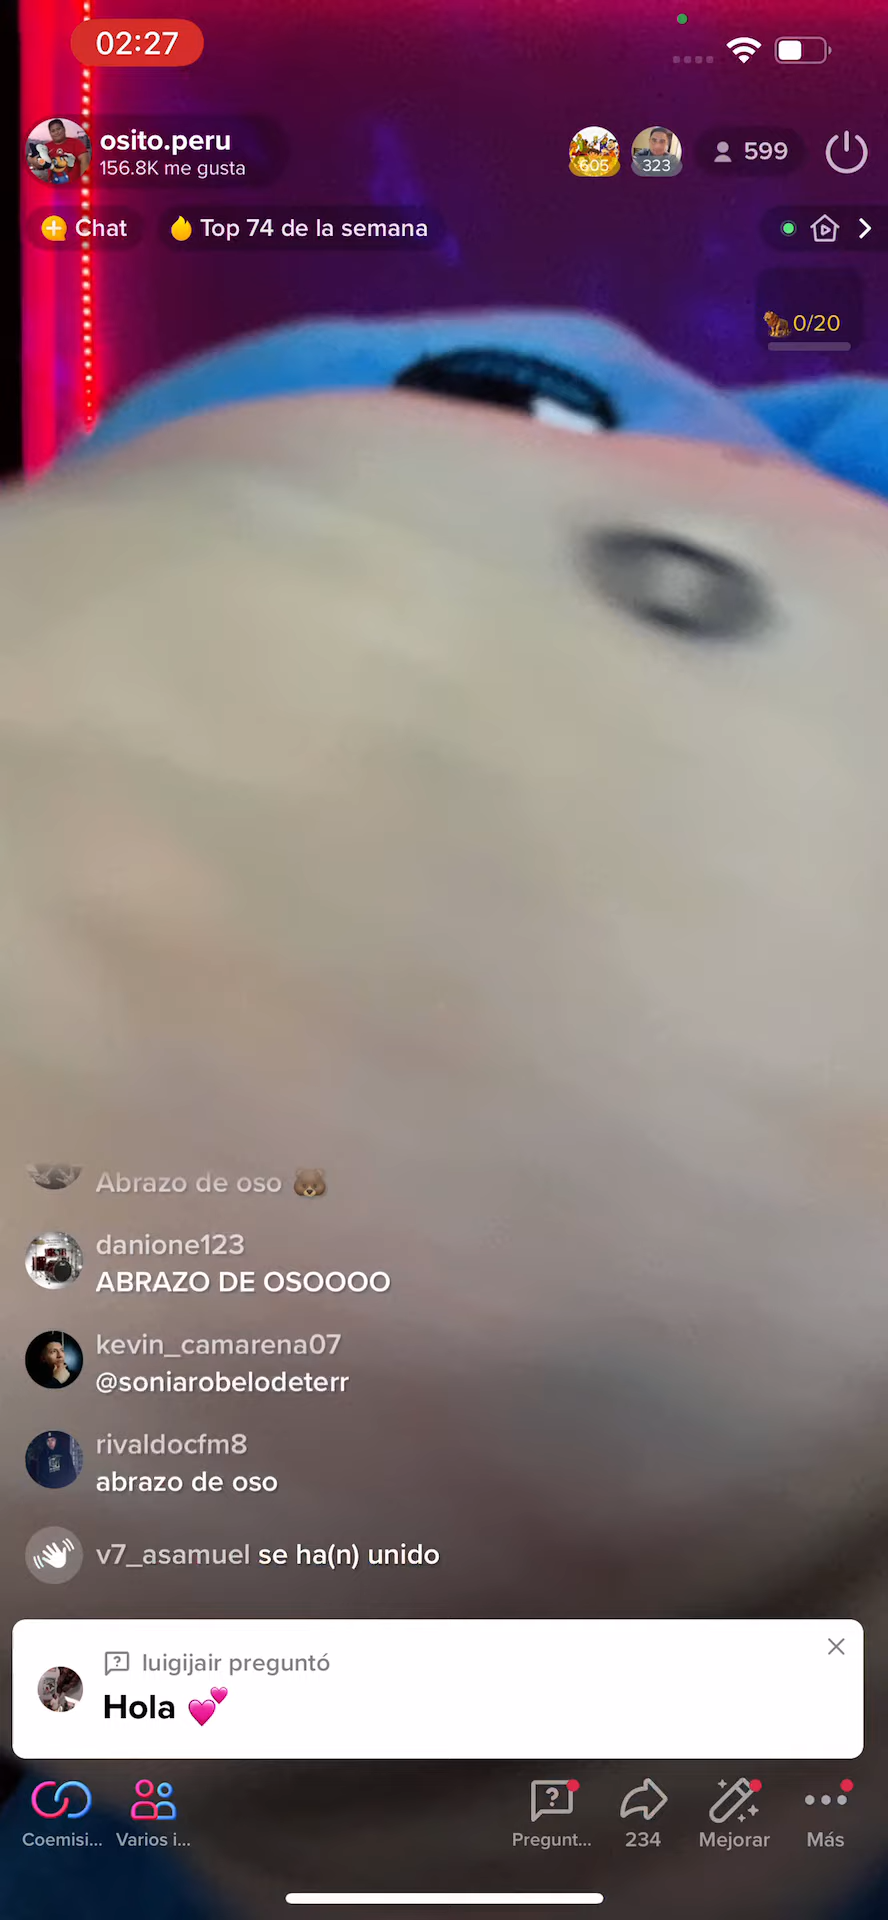 02:27
osito.peru
156.8K me gusta
605
323
599
Chat
Top 74 de la semana
0/20
Abrazo de oso 🐻
danione123
ABRAZO DE OSOOOO
kevin_camarena07
@soniarobelodeterr
rivaldocfm8
abrazo de oso
v7_asamuel se ha(n) unido
luigijair preguntó
Hola 💕
Coemisi...
Varios i...
Pregunt...
234
Mejorar
Más